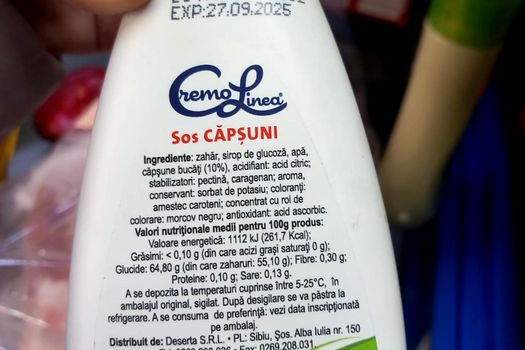 EXP:27.09.2025
CremoLinea®
Sos CĂPȘUNI
Ingrediente: zahăr, sirop de glucoză, apă,
căpșune bucăți (10%), acidifiant: acid citric;
stabilizatori: pectină, caragenan; aroma,
conservant: sorbat de potasiu; coloranți:
amestec caroteni; concentrat cu rol de
colorare: morcov negru; antioxidant: acid ascorbic.
Valori nutriționale medii pentru 100g produs:
Valoare energetică: 1112 kJ (261,7 Kcal);
Grăsimi: < 0,10 g (din care acizi grași saturați 0 g);
Glucide: 64,80 g (din care zaharuri: 55,10 g); Fibre: 0,30 g;
Proteine: 0,10 g; Sare: 0,13 g.
A se depozita la temperaturi cuprinse între 5-25°C, în
ambalajul original, sigilat. După desigilare se va păstra la
refrigerare. A se consuma de preferință: vezi data inscripționată
pe ambalaj.
Distribuit de: Deserta S.R.L. • PL: Sibiu, Șos. Alba Iulia nr. 150
Fax: 0269.208.031